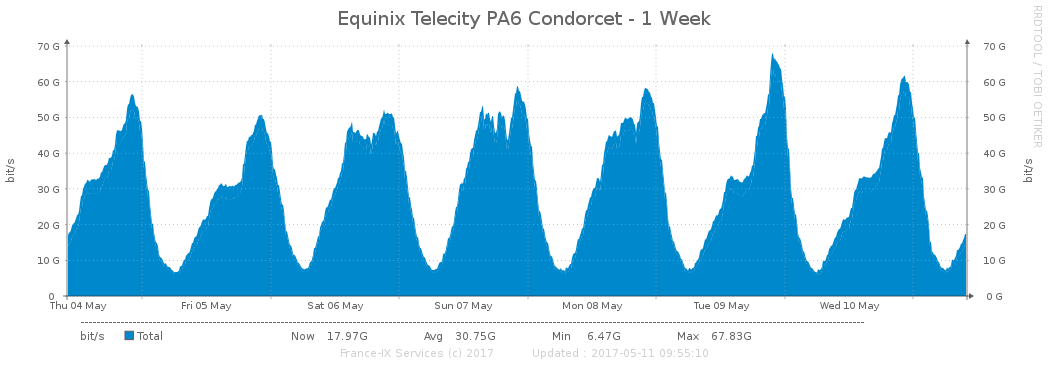 Equinix Telecity PA6 Condorcet - 1 Week
RRDTOOL / TOBI OETIKER
bit/s
70 G
60 G
50 G
40 G
30 G
20 G
10 G
0
70 G
60 G
50 G
40 G
30 G
20 G
10 G
0 G
bit/s
Thu 04 May Fri 05 May Sat 06 May Sun 07 May Mon 08 May Tue 09 May Wed 10 May
bit/s Total Now 17.97G Avg 30.75G Min 6.47G Max 67.83G
France-IX Services (c) 2017 Updated : 2017-05-11 09:55:10